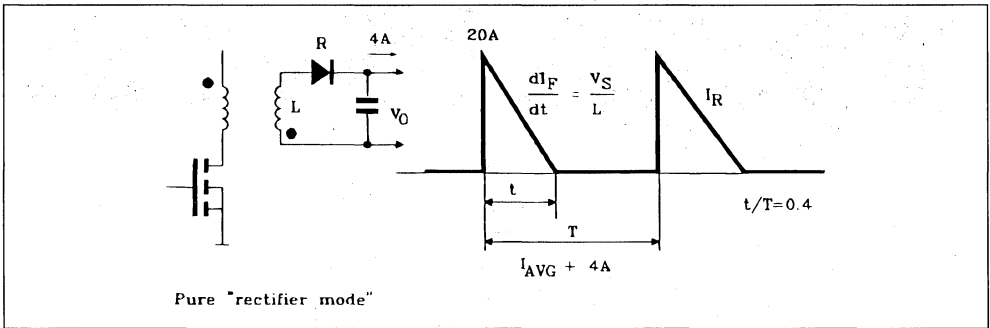 R
4A
L
V_O
20A
dI_F/dt = V_S/L
I_R
t
t/T=0.4
T
I_AVG + 4A
Pure "rectifier mode"